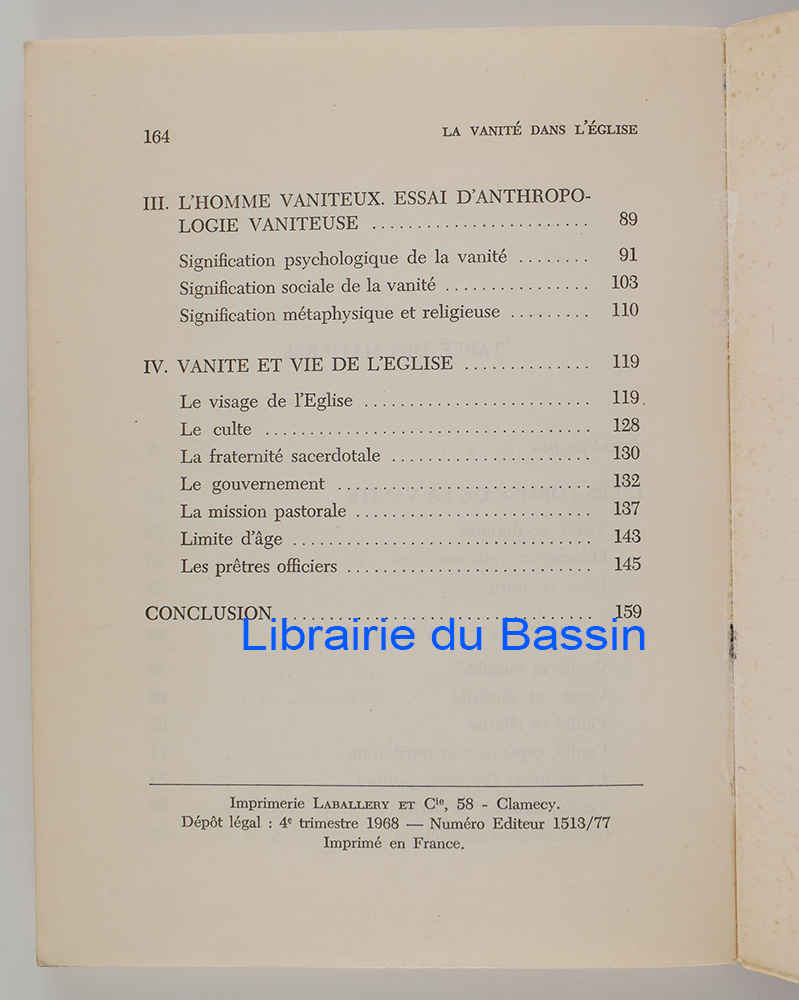 164 LA VANITÉ DANS L'ÉGLISE
III. L'HOMME VANITEUX. ESSAI D'ANTHROPO-
LOGIE VANITEUSE ........................ 89
Signification psychologique de la vanité ........ 91
Signification sociale de la vanité ................ 103
Signification métaphysique et religieuse ......... 110
IV. VANITE ET VIE DE L'EGLISE .............. 119
Le visage de l'Eglise ......................... 119
Le culte .................................... 128
La fraternité sacerdotale ...................... 130
Le gouvernement ............................ 132
La mission pastorale .......................... 137
Limite d'âge ................................. 143
Les prêtres officiers ........................... 145
CONCLUSION .................................. 159
Librairie du Bassin
Imprimerie LABALLERY ET Cie, 58 - Clamecy.
Dépôt légal : 4e trimestre 1968 — Numéro Editeur 1513/77
Imprimé en France.